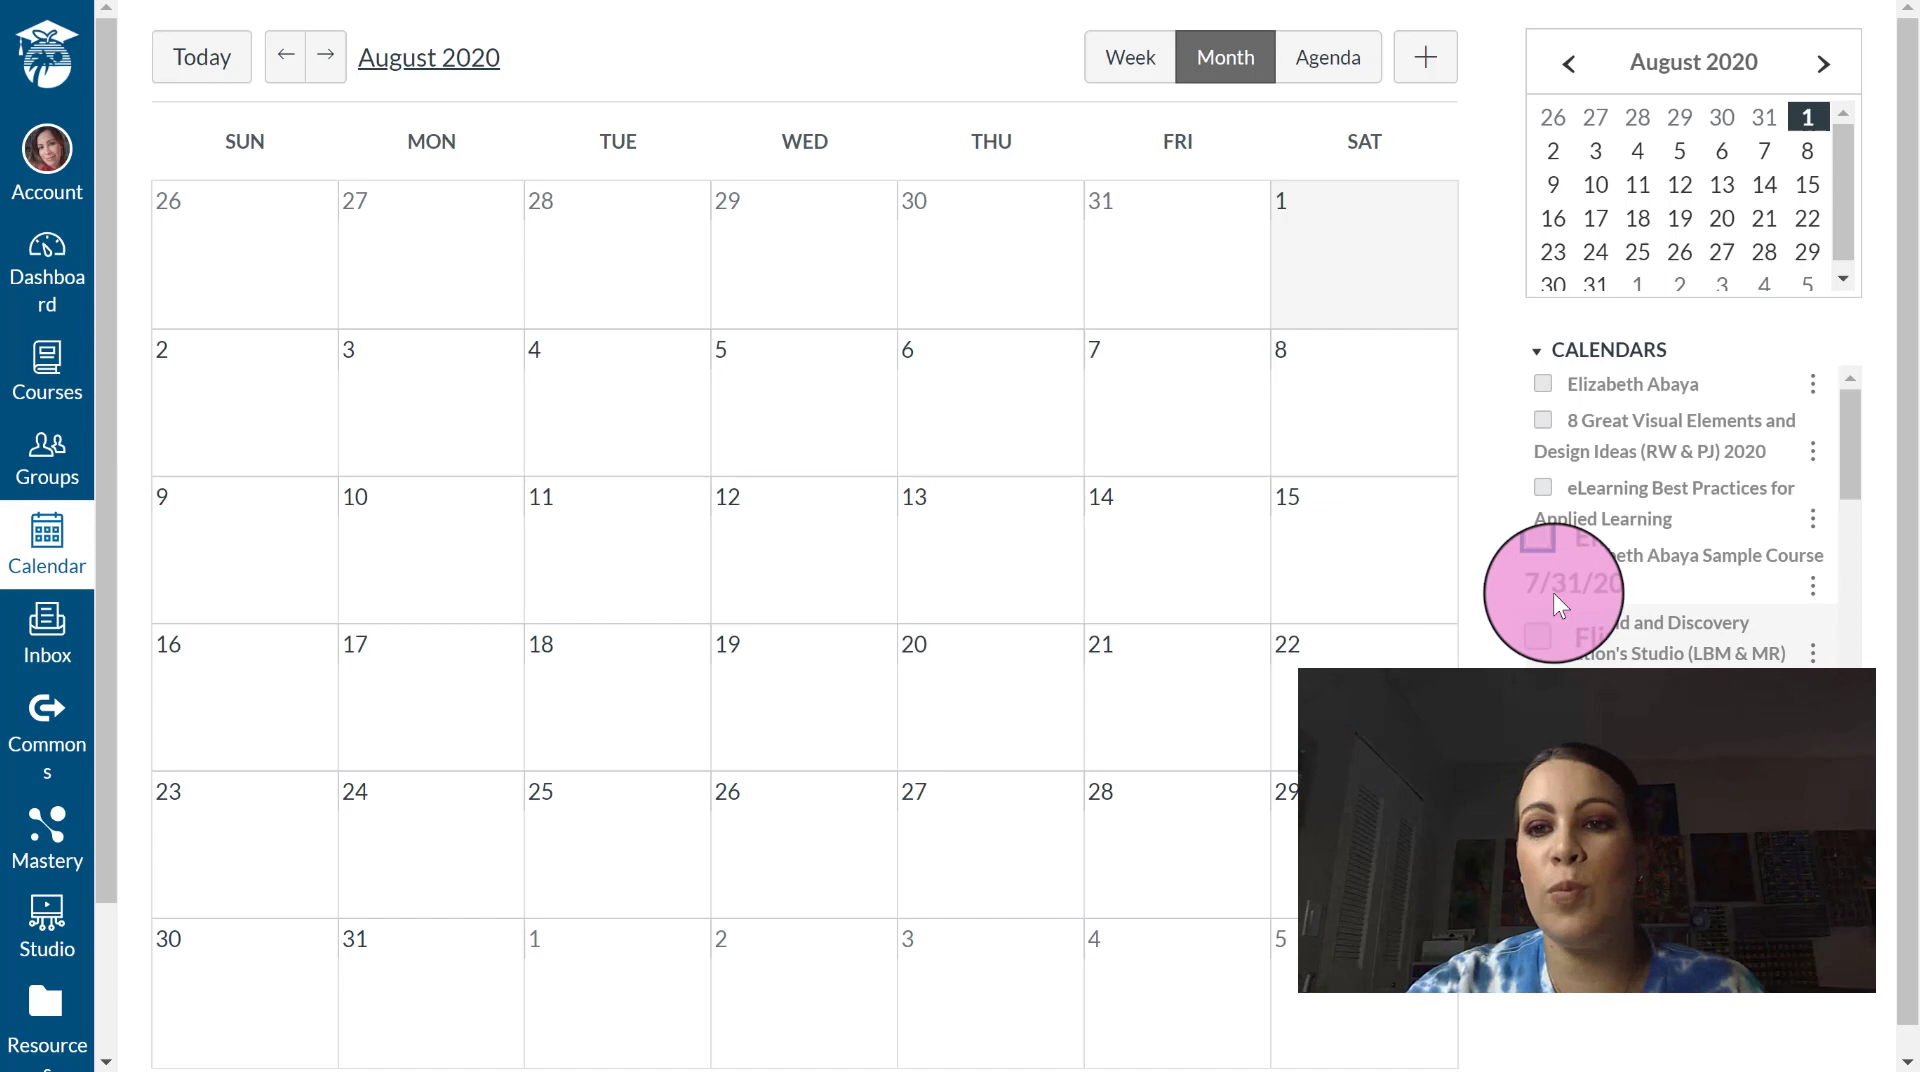 Today
←
→
August 2020
Week
Month
Agenda
+
SUN MON TUE WED THU FRI SAT
26 27 28 29 30 31 1
2 3 4 5 6 7 8
9 10 11 12 13 14 15
16 17 18 19 20 21 22
23 24 25 26 27 28 29
30 31 1 2 3 4 5
Account
Dashboa
rd
Courses
Groups
Calendar
Inbox
Common
s
Mastery
Studio
Resource
August 2020
26 27 28 29 30 31 1
2 3 4 5 6 7 8
9 10 11 12 13 14 15
16 17 18 19 20 21 22
23 24 25 26 27 28 29
30 31 1 2 3 4 5
CALENDARS
Elizabeth Abaya
8 Great Visual Elements and
Design Ideas (RW & PJ) 2020
eLearning Best Practices for
Applied Learning
Abaya Sample Course
7/31/20
and Discovery
Studio (LBM & MR)